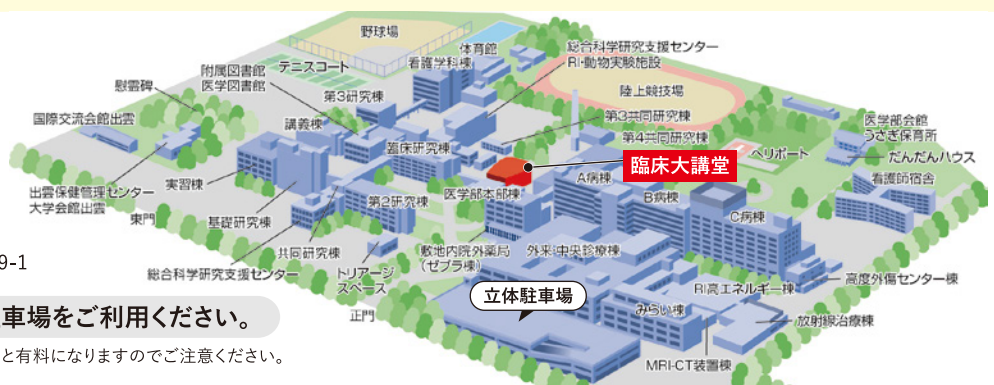 野球場
体育館
総合科学研究支援センター
RI・動物実験施設
附属図書館
医学図書館
テニスコート
看護学科棟
慰霊碑
第3研究棟
陸上競技場
国際交流会館出雲
講義棟
第3共同研究棟
医学部会館
うさぎ保育所
臨床研究棟
第4共同研究棟
臨床大講堂
ヘリポート
だんだんハウス
出雲保健管理センター
大学会館出雲
実習棟
A病棟
看護師宿舎
東門
基礎研究棟
第2研究棟
医学部本部棟
B病棟
C病棟
共同研究棟
敷地内院外薬局
(ゼブラ棟)
外来・中央診療棟
9-1
総合科学研究支援センター
トリアージ
スペース
立体駐車場
RI高エネルギー棟
高度外傷センター棟
正門
みらい棟
放射線治療棟
車場をご利用ください。
と有料になりますのでご注意ください。
MRI-CT装置棟